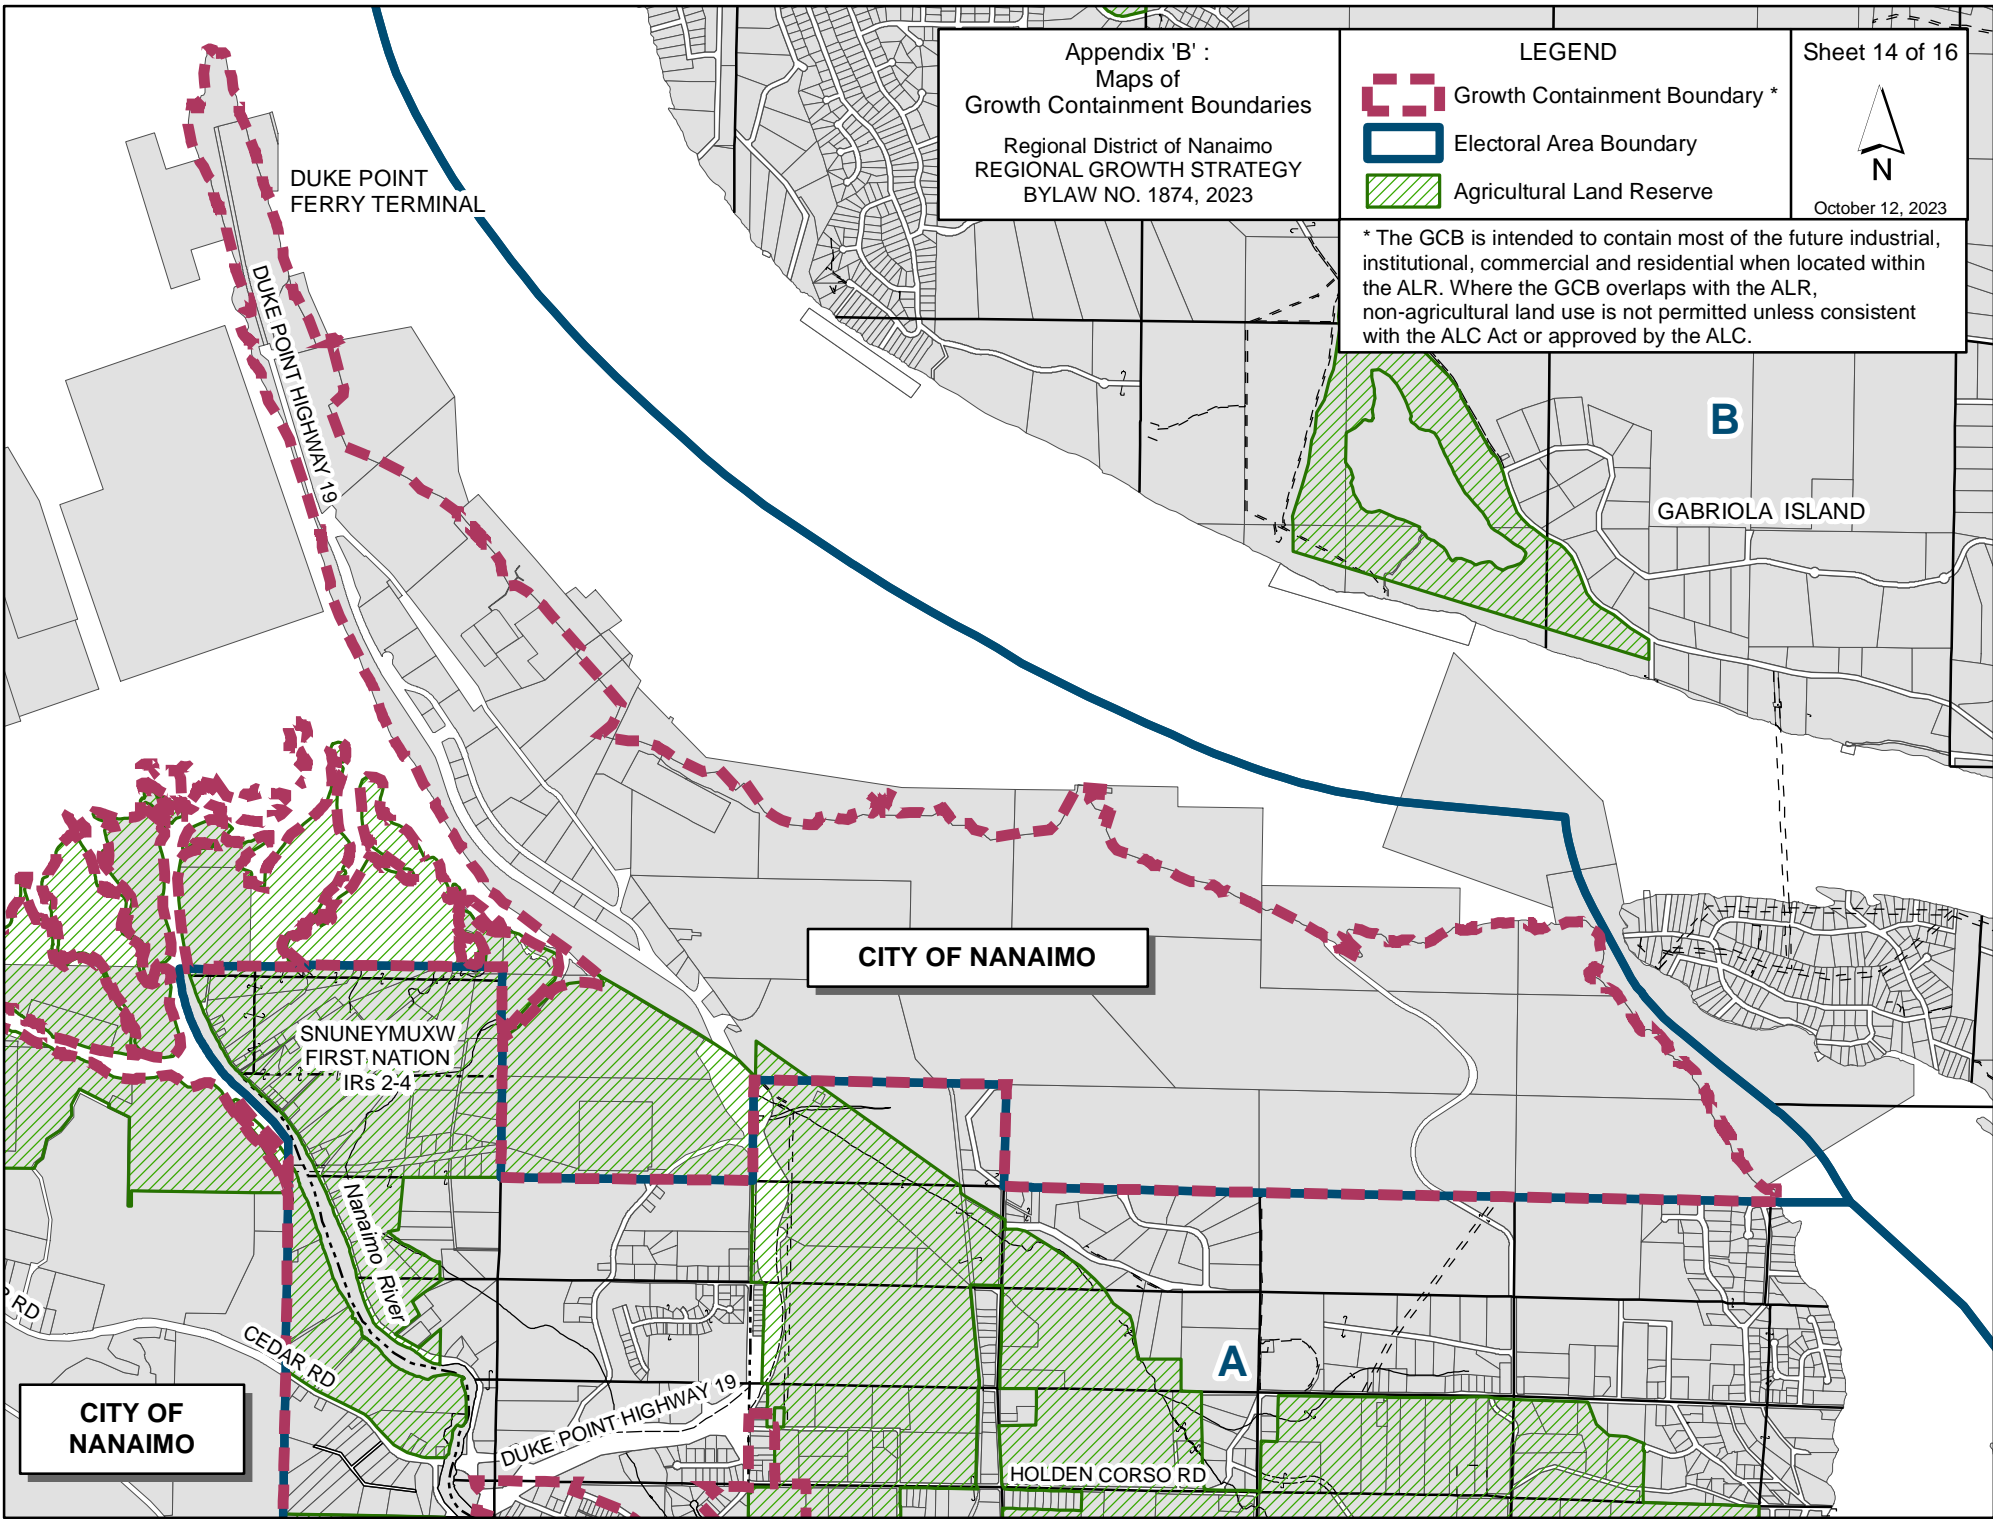 Appendix 'B' :
Maps of
Growth Containment Boundaries
Regional District of Nanaimo
REGIONAL GROWTH STRATEGY
BYLAW NO. 1874, 2023
LEGEND
Growth Containment Boundary *
Electoral Area Boundary
Agricultural Land Reserve
Sheet 14 of 16
N
October 12, 2023
* The GCB is intended to contain most of the future industrial,
institutional, commercial and residential when located within
the ALR. Where the GCB overlaps with the ALR,
non-agricultural land use is not permitted unless consistent
with the ALC Act or approved by the ALC.
DUKE POINT
FERRY TERMINAL
DUKE POINT HIGHWAY 19
B
GABRIOLA ISLAND
CITY OF NANAIMO
SNUNEYMUXW
FIRST NATION
IRs 2-4
Nanaimo River
RD
CEDAR RD
CITY OF
NANAIMO
DUKE POINT HIGHWAY 19
A
HOLDEN CORSO RD